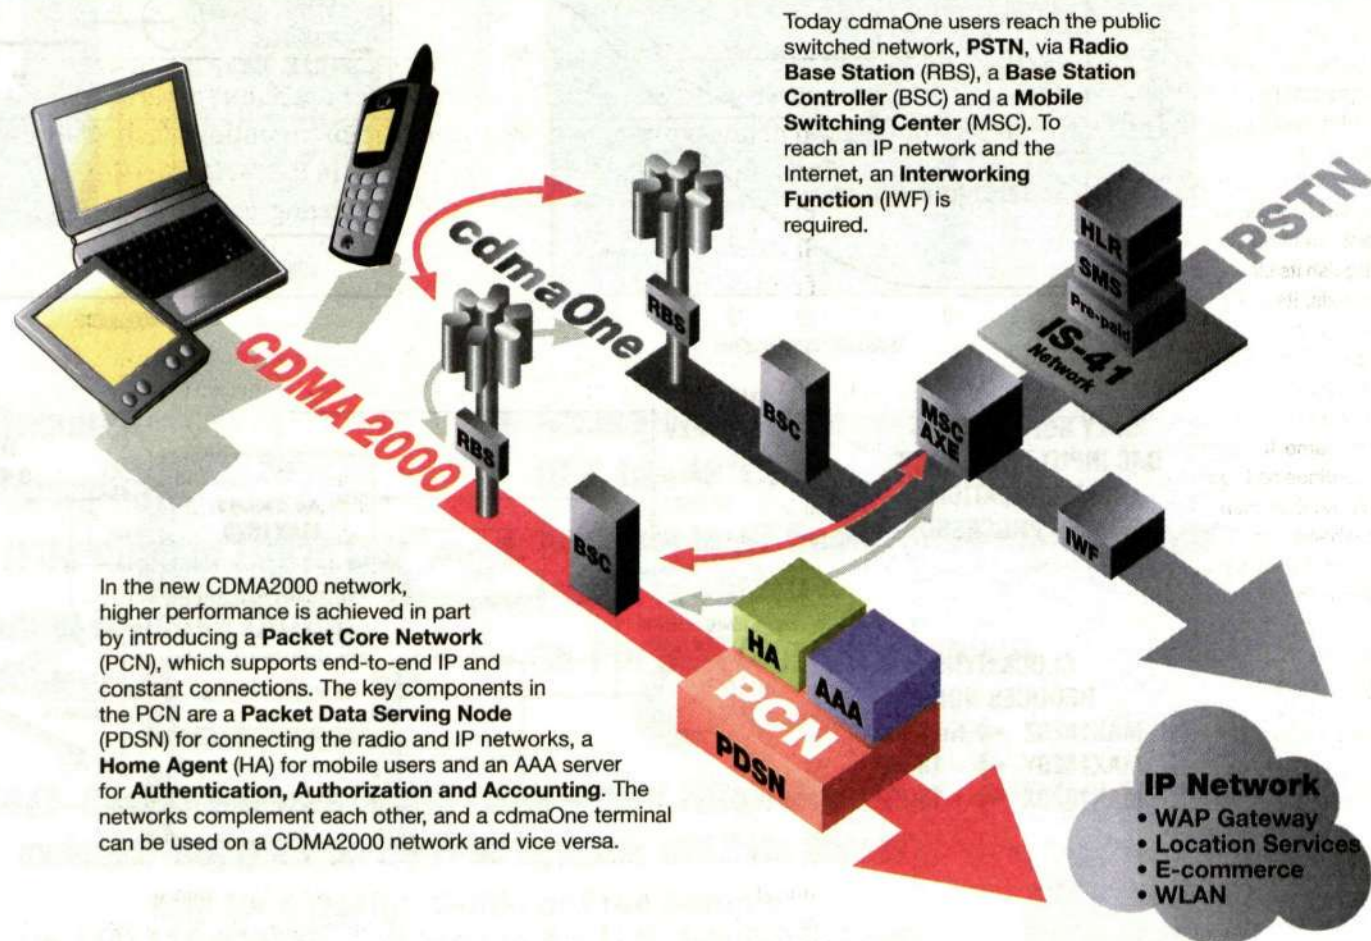 Today cdmaOne users reach the public
switched network, PSTN, via Radio
Base Station (RBS), a Base Station
Controller (BSC) and a Mobile
Switching Center (MSC). To
reach an IP network and the
Internet, an Interworking
Function (IWF) is
required.
PSTN
HLR
SMS
Pre-paid
IS-41
Network
cdmaOne
RBS
BSC
MSC
AXE
IWF
CDMA2000
RBS
BSC
HA
AAA
PCN
PDSN
In the new CDMA2000 network,
higher performance is achieved in part
by introducing a Packet Core Network
(PCN), which supports end-to-end IP and
constant connections. The key components in
the PCN are a Packet Data Serving Node
(PDSN) for connecting the radio and IP networks, a
Home Agent (HA) for mobile users and an AAA server
for Authentication, Authorization and Accounting. The
networks complement each other, and a cdmaOne terminal
can be used on a CDMA2000 network and vice versa.
IP Network
• WAP Gateway
• Location Services
• E-commerce
• WLAN